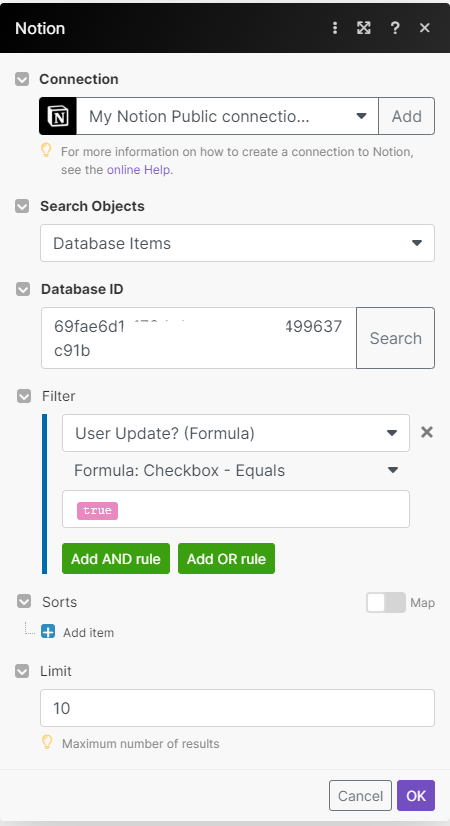 Notion
?
Connection
My Notion Public connectio...
Add
For more information on how to create a connection to Notion,
see the online Help.
Search Objects
Database Items
Database ID
69fae6d1 499637
c91b
Search
Filter
User Update? (Formula)
Formula: Checkbox - Equals
true
Add AND rule
Add OR rule
Sorts
Map
Add item
Limit
10
Maximum number of results
Cancel
OK